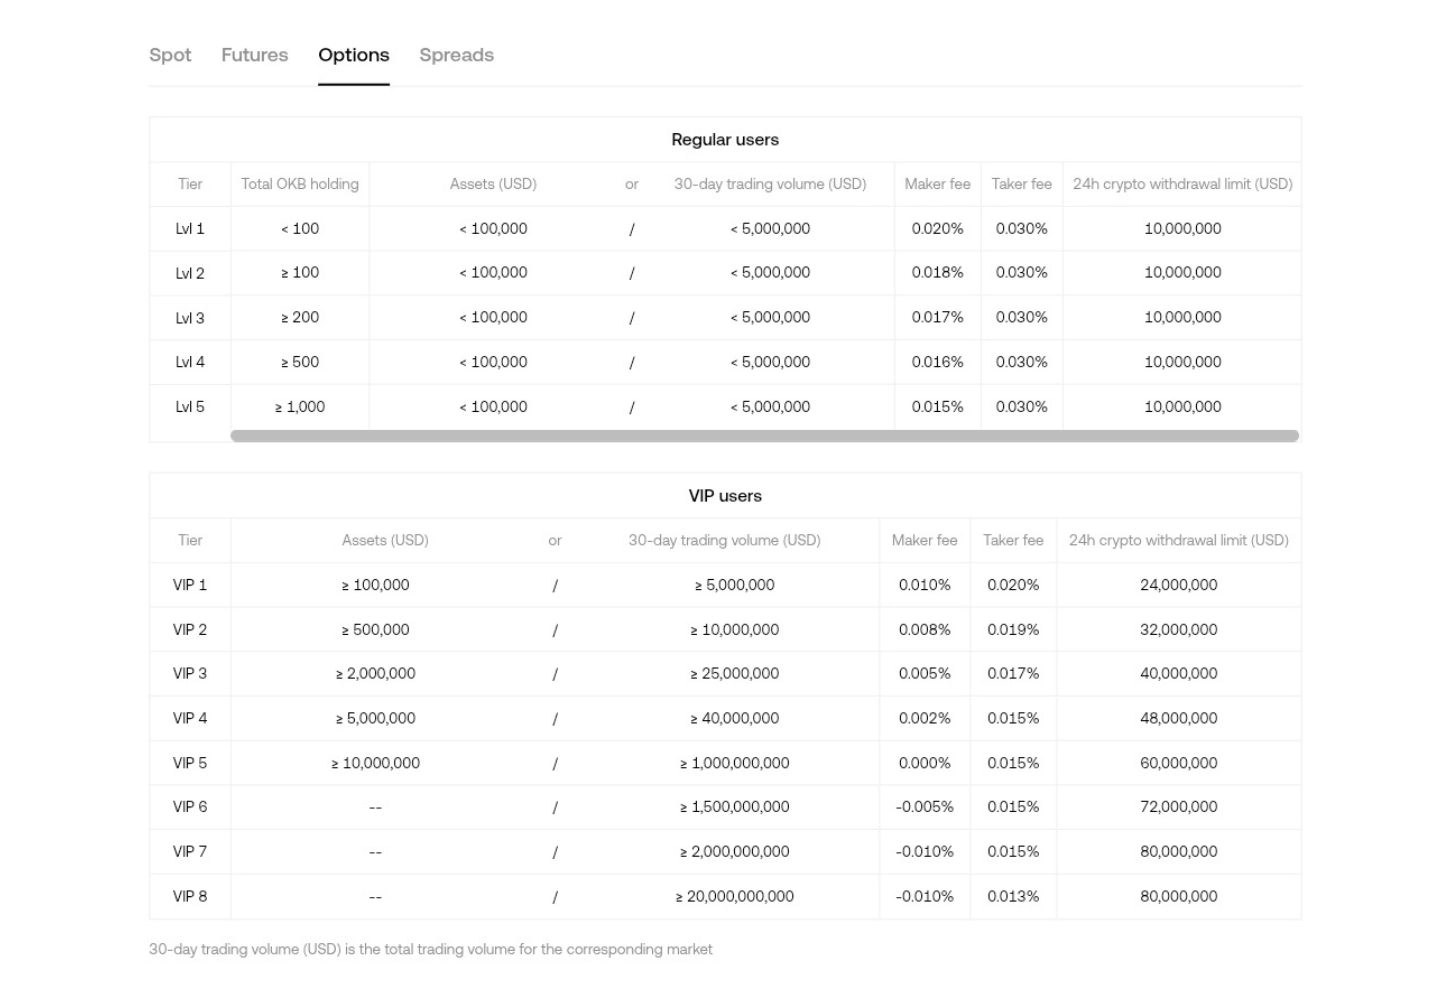 Spot Futures Options Spreads
Regular users
Tier Total OKB holding Assets (USD) or 30-day trading volume (USD) Maker fee Taker fee 24h crypto withdrawal limit (USD)
Lvl 1 < 100 < 100,000 / < 5,000,000 0.020% 0.030% 10,000,000
Lvl 2 ≥ 100 < 100,000 / < 5,000,000 0.018% 0.030% 10,000,000
Lvl 3 ≥ 200 < 100,000 / < 5,000,000 0.017% 0.030% 10,000,000
Lvl 4 ≥ 500 < 100,000 / < 5,000,000 0.016% 0.030% 10,000,000
Lvl 5 ≥ 1,000 < 100,000 / < 5,000,000 0.015% 0.030% 10,000,000
VIP users
Tier Assets (USD) or 30-day trading volume (USD) Maker fee Taker fee 24h crypto withdrawal limit (USD)
VIP 1 ≥ 100,000 / ≥ 5,000,000 0.010% 0.020% 24,000,000
VIP 2 ≥ 500,000 / ≥ 10,000,000 0.008% 0.019% 32,000,000
VIP 3 ≥ 2,000,000 / ≥ 25,000,000 0.005% 0.017% 40,000,000
VIP 4 ≥ 5,000,000 / ≥ 40,000,000 0.002% 0.015% 48,000,000
VIP 5 ≥ 10,000,000 / ≥ 1,000,000,000 0.000% 0.015% 60,000,000
VIP 6 -- / ≥ 1,500,000,000 -0.005% 0.015% 72,000,000
VIP 7 -- / ≥ 2,000,000,000 -0.010% 0.015% 80,000,000
VIP 8 -- / ≥ 20,000,000,000 -0.010% 0.013% 80,000,000
30-day trading volume (USD) is the total trading volume for the corresponding market